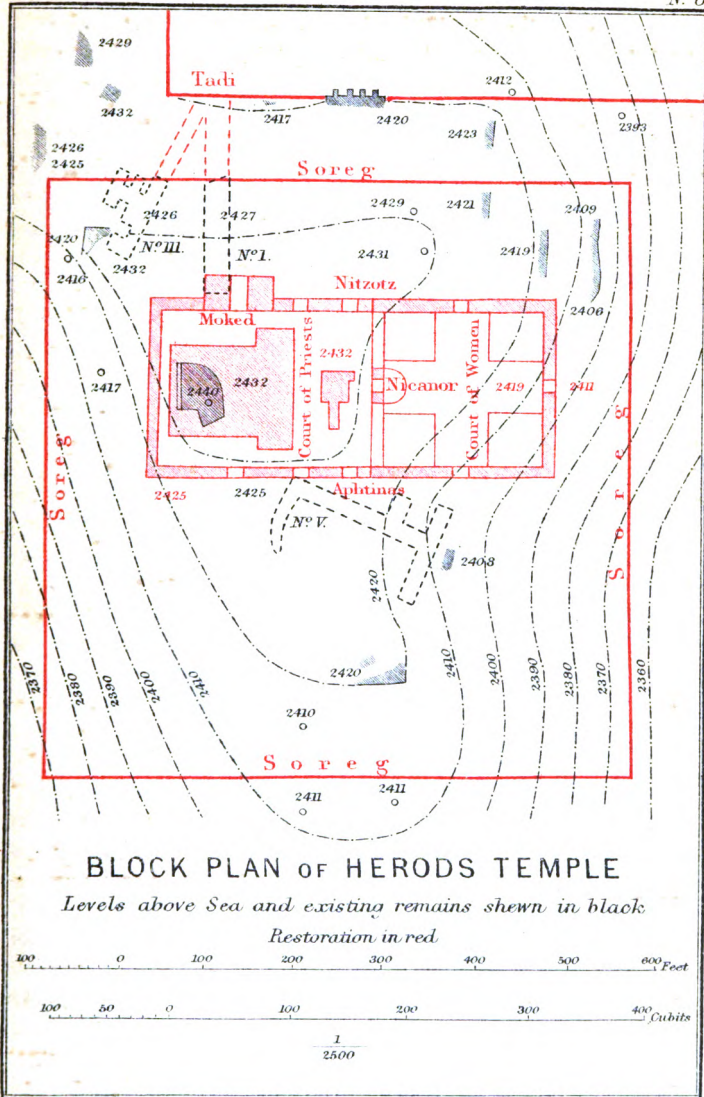 2429
Tadi
2412
2432
2417
2420
2393
2423
2426
2425
Soreg
2426
2427
2429
2421
2409
2420
Nº III.
Nº I.
2431
2419
2416
2432
Nitzotz
2406
Moked
Court of Priests
2432
Court of Women
2417
2432
Nicanor
2419
2411
2440
Soreg
Soreg
2425
2425
Aphtinas
Nº V.
2408
2420
2420
2370
2380
2390
2400
2410
2410
2400
2390
2380
2370
2360
2410
Soreg
2411
2411
BLOCK PLAN OF HERODS TEMPLE
Levels above Sea and existing remains shewn in black
Restoration in red
100 0 100 200 300 400 500 600 Feet
100 50 0 100 200 300 400 Cubits
1
2500